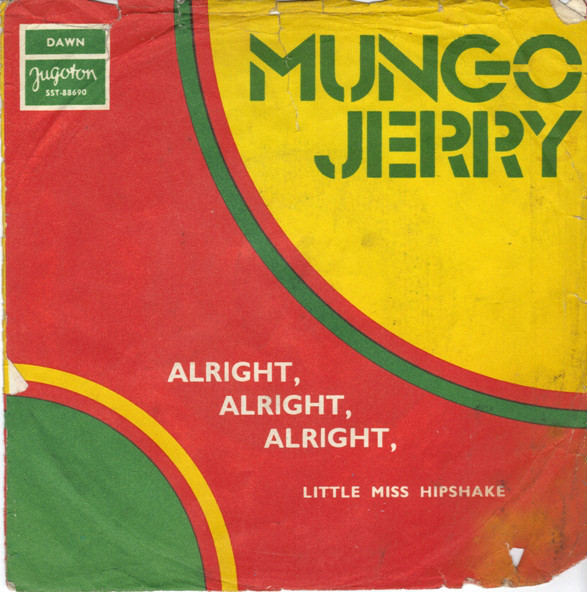 DAWN
Jugoton
SST-88690
MUNGO
JERRY
ALRIGHT,
ALRIGHT,
ALRIGHT,
LITTLE MISS HIPSHAKE